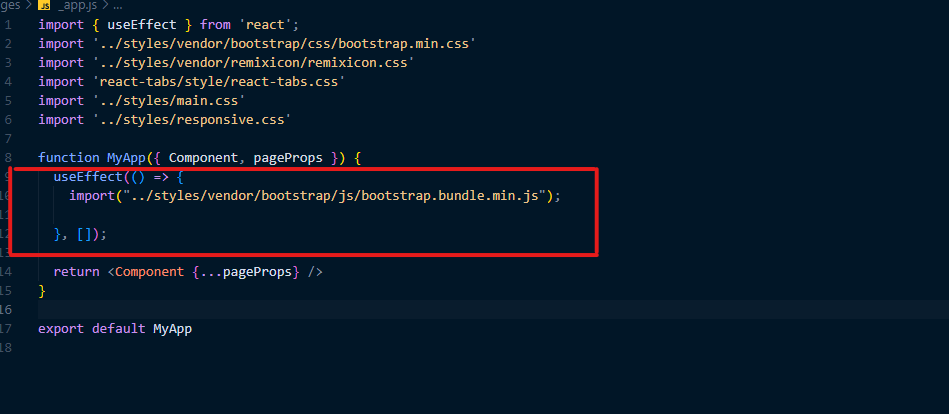 ges > JS _app.js > ...
1 import { useEffect } from 'react';
2 import '../styles/vendor/bootstrap/css/bootstrap.min.css'
3 import '../styles/vendor/remixicon/remixicon.css'
4 import 'react-tabs/style/react-tabs.css'
5 import '../styles/main.css'
6 import '../styles/responsive.css'
7
8 function MyApp({ Component, pageProps }) {
9 useEffect(() => {
10 import("../styles/vendor/bootstrap/js/bootstrap.bundle.min.js");
11
12 }, []);
13
14 return <Component {...pageProps} />
15 }
16
17 export default MyApp
18